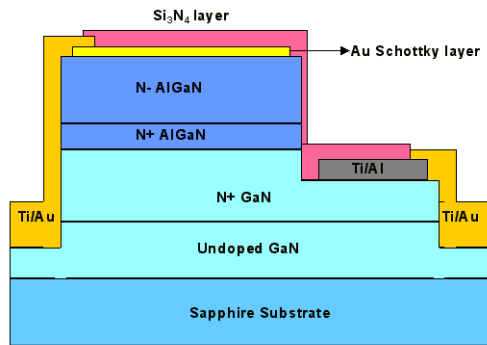 Si₃N₄ layer
Au Schottky layer
N- AlGaN
N+ AlGaN
Ti/Al
N+ GaN
Ti/Au
Ti/Au
Undoped GaN
Sapphire Substrate